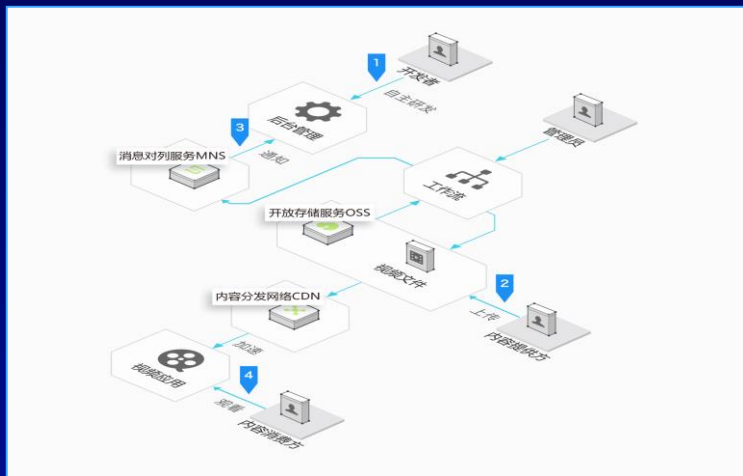 1
开发者
自主研发
后台管理
3
通知
消息对列服务MNS
管理员
工作流
开放存储服务OSS
视频文件
2
上传
内容提供方
内容分发网络CDN
加速
视频应用
4
观看
内容消费方